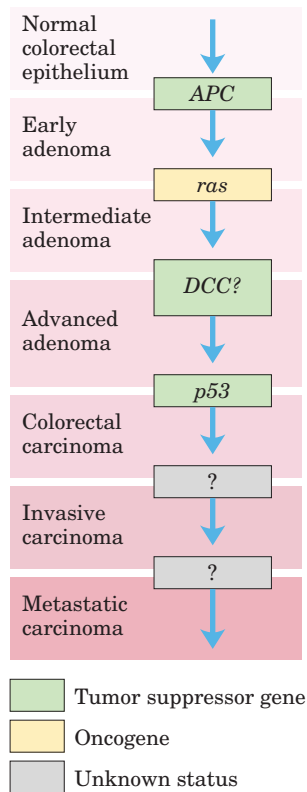 Normal
colorectal
epithelium
APC
Early
adenoma
ras
Intermediate
adenoma
DCC?
Advanced
adenoma
p53
Colorectal
carcinoma
?
Invasive
carcinoma
?
Metastatic
carcinoma
Tumor suppressor gene
Oncogene
Unknown status